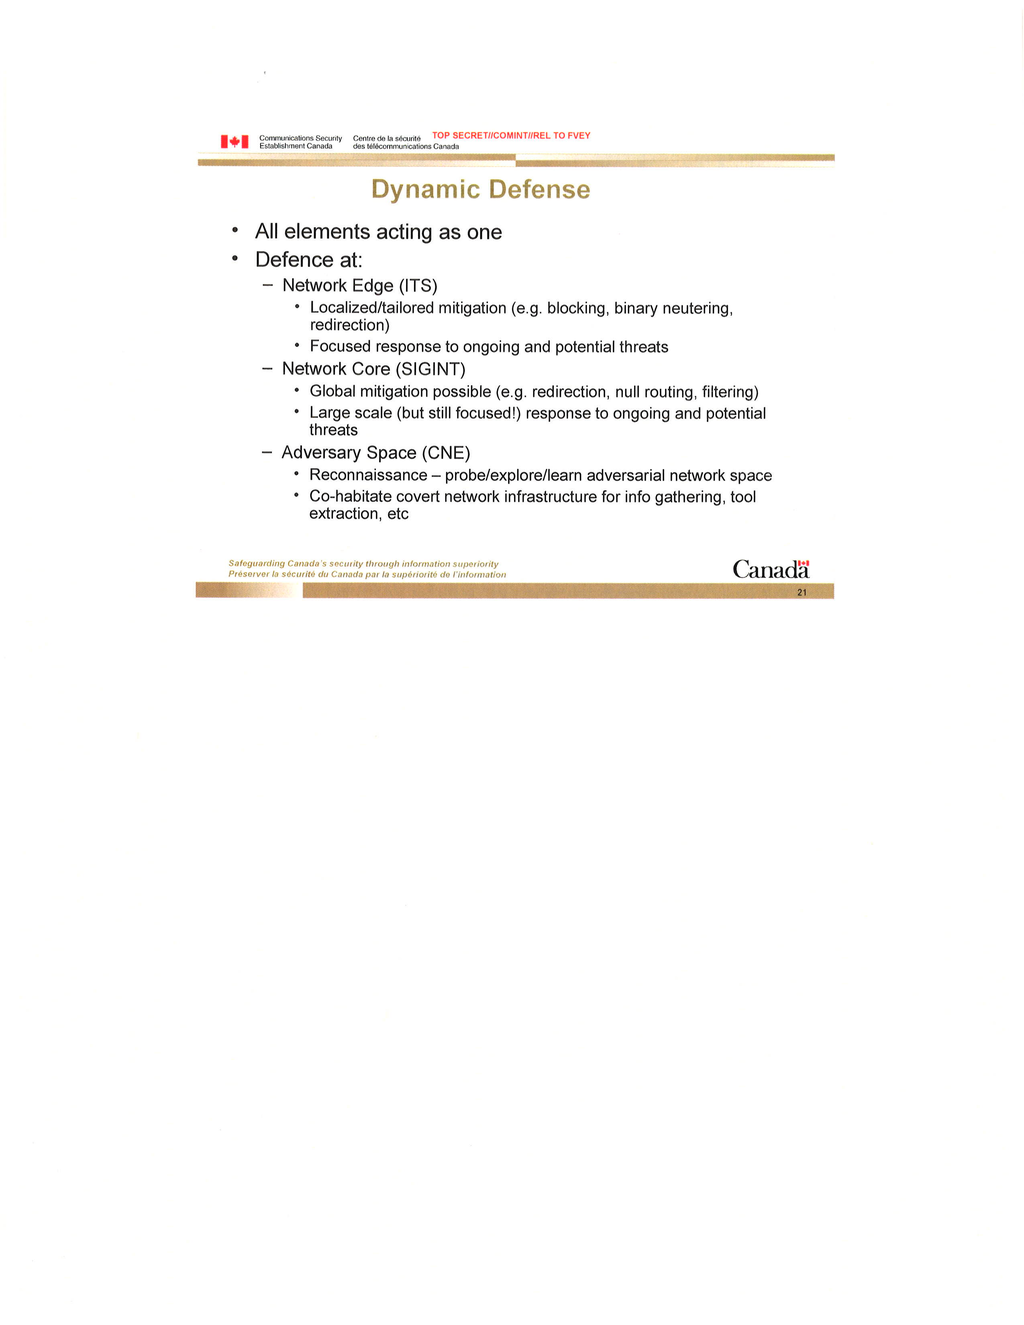 Communications Security Centre de la sécurité TOP SECRET//COMINT//REL TO FVEY
Establishment Canada des télécommunications Canada
Dynamic Defense
• All elements acting as one
• Defence at:
– Network Edge (ITS)
• Localized/tailored mitigation (e.g. blocking, binary neutering,
redirection)
• Focused response to ongoing and potential threats
– Network Core (SIGINT)
• Global mitigation possible (e.g. redirection, null routing, filtering)
• Large scale (but still focused!) response to ongoing and potential
threats
– Adversary Space (CNE)
• Reconnaissance – probe/explore/learn adversarial network space
• Co-habitate covert network infrastructure for info gathering, tool
extraction, etc
Safeguarding Canada's security through information superiority
Préserver la sécurité du Canada par la supériorité de l'information
Canada
21